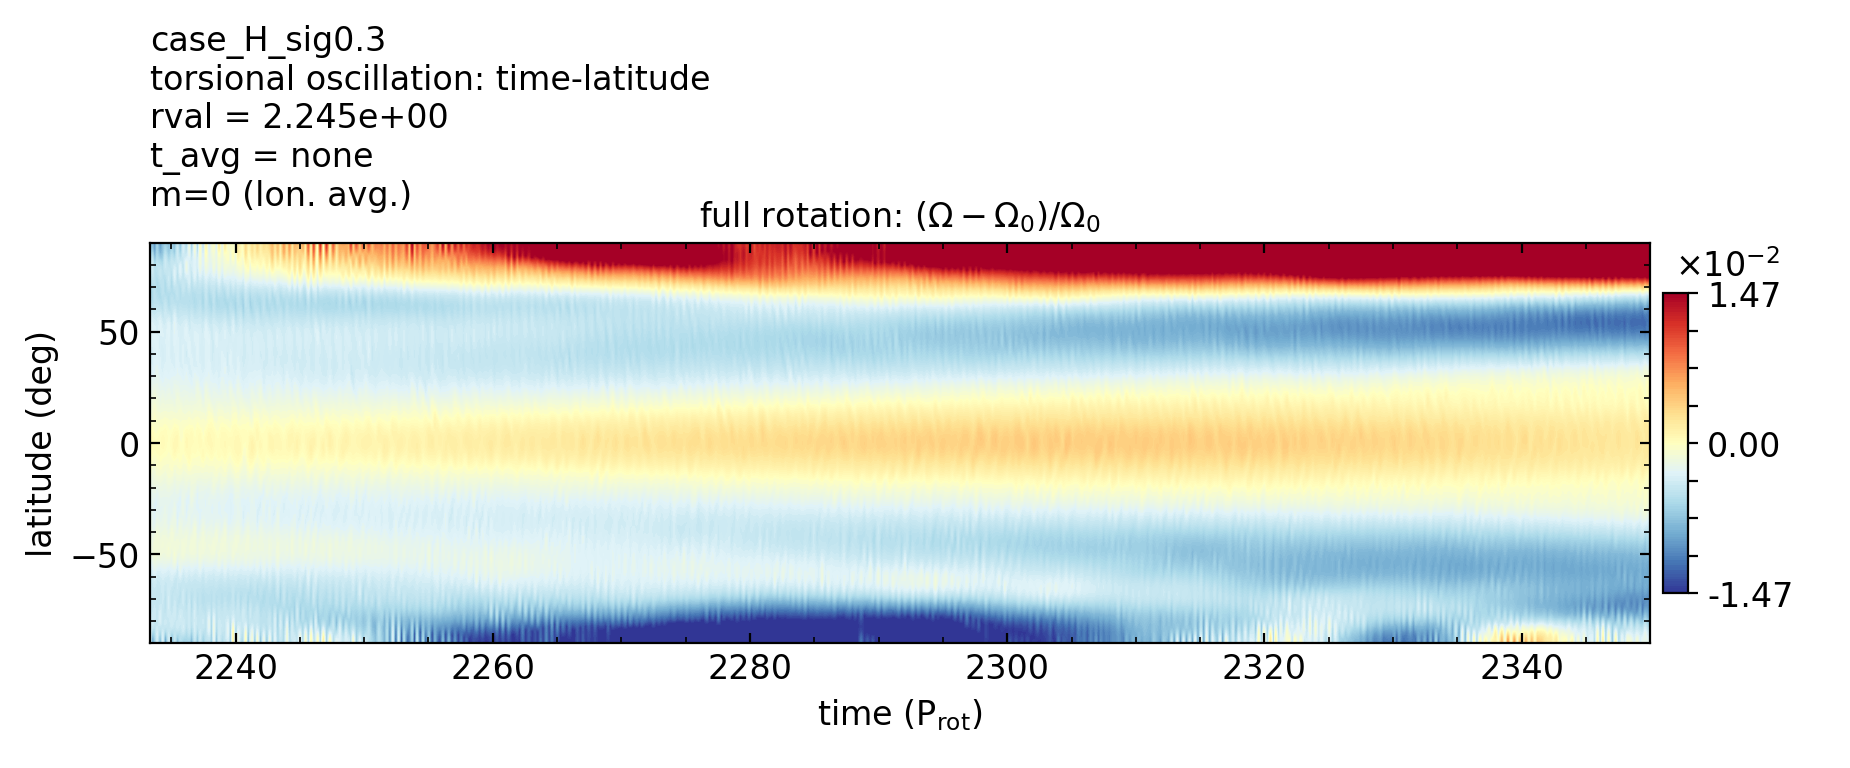 case_H_sig0.3
torsional oscillation: time-latitude
rval = 2.245e+00
t_avg = none
m=0 (lon. avg.)
full rotation: (Ω − Ω₀)/Ω₀
×10⁻²
1.47
0.00
-1.47
latitude (deg)
50
0
−50
2240 2260 2280 2300 2320 2340
time (P_rot)